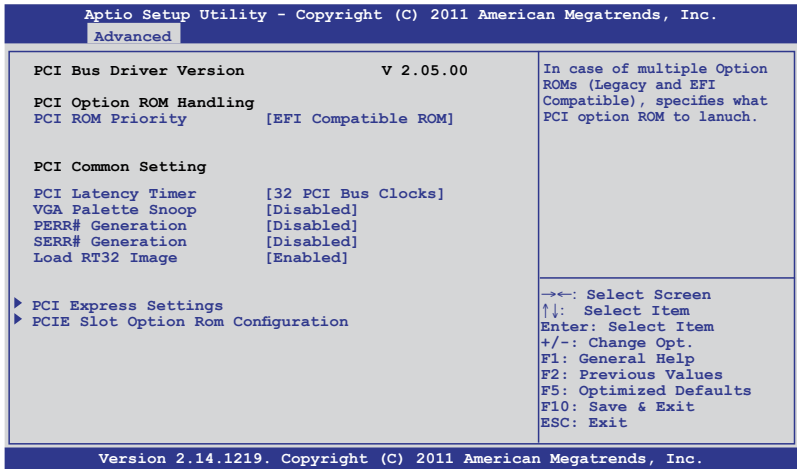 Aptio Setup Utility - Copyright (C) 2011 American Megatrends, Inc.
Advanced
PCI Bus Driver Version V 2.05.00
PCI Option ROM Handling
PCI ROM Priority [EFI Compatible ROM]
PCI Common Setting
PCI Latency Timer [32 PCI Bus Clocks]
VGA Palette Snoop [Disabled]
PERR# Generation [Disabled]
SERR# Generation [Disabled]
Load RT32 Image [Enabled]
PCI Express Settings
PCIE Slot Option Rom Configuration
In case of multiple Option
ROMs (Legacy and EFI
Compatible), specifies what
PCI option ROM to lanuch.
→←: Select Screen
↑↓: Select Item
Enter: Select Item
+/-: Change Opt.
F1: General Help
F2: Previous Values
F5: Optimized Defaults
F10: Save & Exit
ESC: Exit
Version 2.14.1219. Copyright (C) 2011 American Megatrends, Inc.